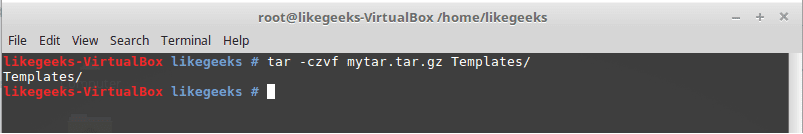 root@likegeeks-VirtualBox /home/likegeeks
File Edit View Search Terminal Help
likegeeks-VirtualBox likegeeks # tar -czvf mytar.tar.gz Templates/
Templates/
likegeeks-VirtualBox likegeeks #